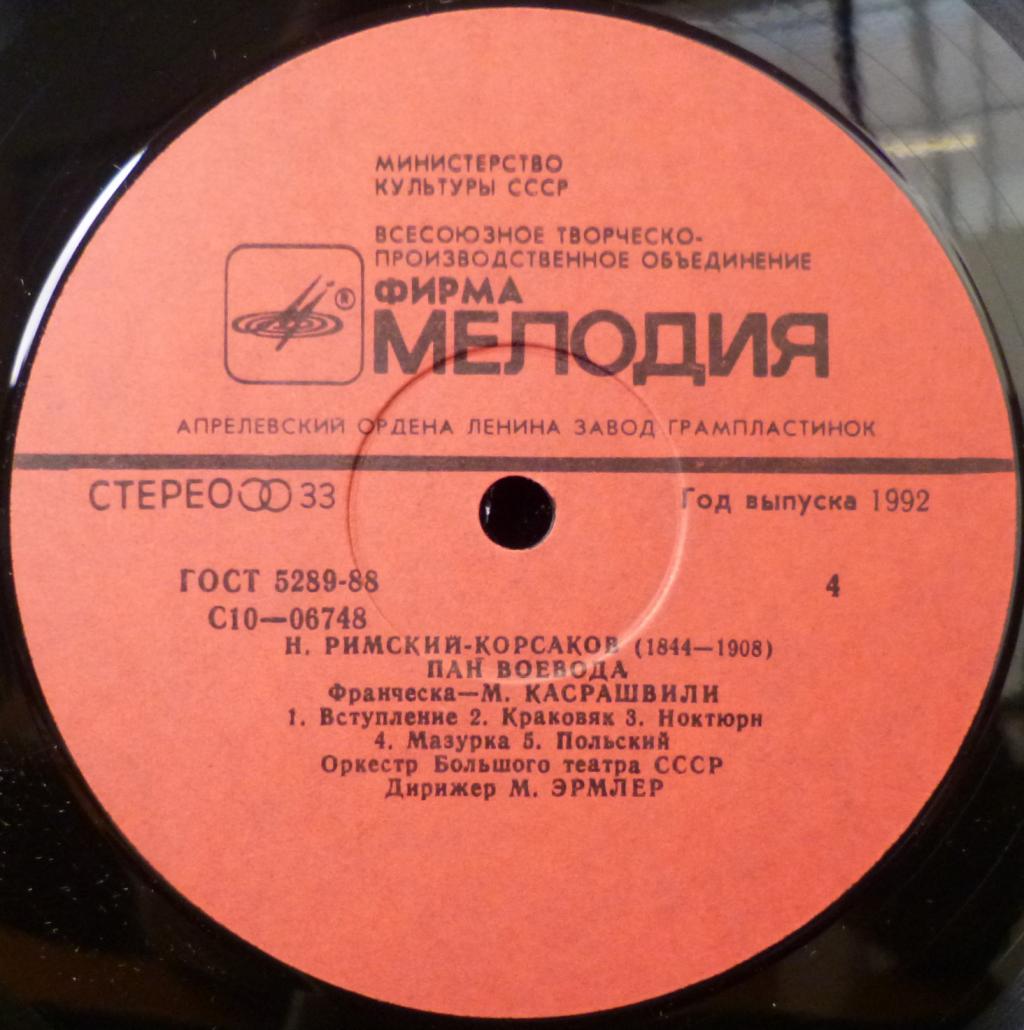 МИНИСТЕРСТВО
КУЛЬТУРЫ СССР
ВСЕСОЮЗНОЕ ТВОРЧЕСКО-
ПРОИЗВОДСТВЕННОЕ ОБЪЕДИНЕНИЕ
ФИРМА
®
МЕЛОДИЯ
АПРЕЛЕВСКИЙ ОРДЕНА ЛЕНИНА ЗАВОД ГРАМПЛАСТИНОК
СТЕРЕО 33
Год выпуска 1992
ГОСТ 5289-88
4
С10—06748
Н. РИМСКИЙ-КОРСАКОВ (1844—1908)
ПАН ВОЕВОДА
Франческа—М. КАСРАШВИЛИ
1. Вступление 2. Краковяк 3. Ноктюрн
4. Мазурка 5. Польский
Оркестр Большого театра СССР
Дирижер М. ЭРМЛЕР